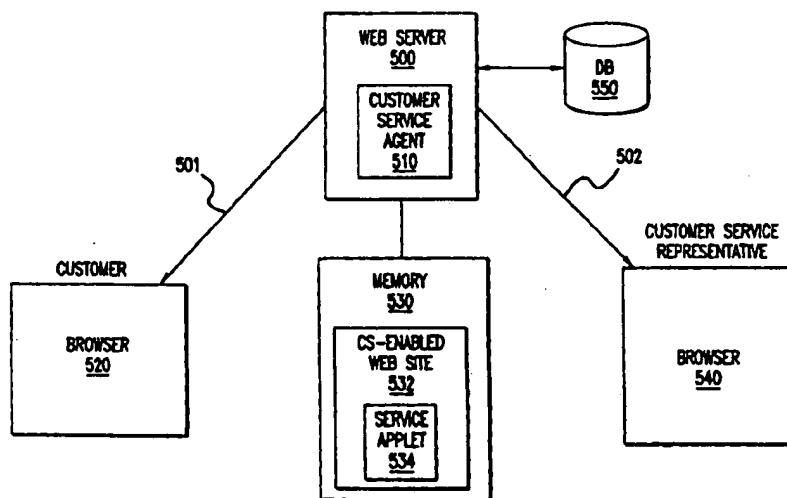 WEB SERVER
500
CUSTOMER
SERVICE
AGENT
510
DB
550
501
502
CUSTOMER
BROWSER
520
MEMORY
530
CS-ENABLED
WEB SITE
532
SERVICE
APPLET
534
CUSTOMER SERVICE
REPRESENTATIVE
BROWSER
540